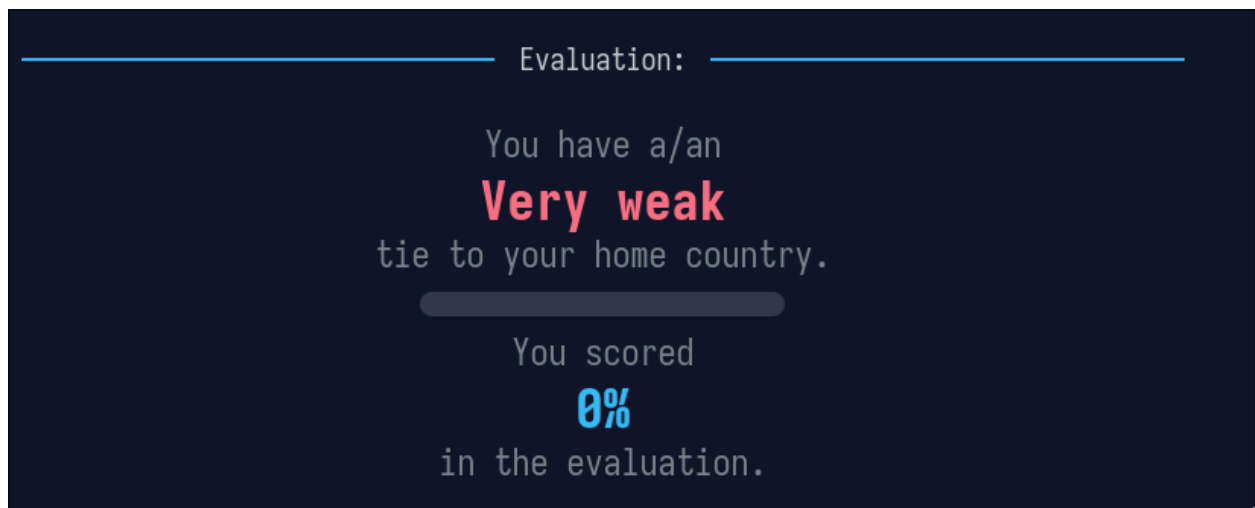 Evaluation:
You have a/an
Very weak
tie to your home country.
You scored
0%
in the evaluation.